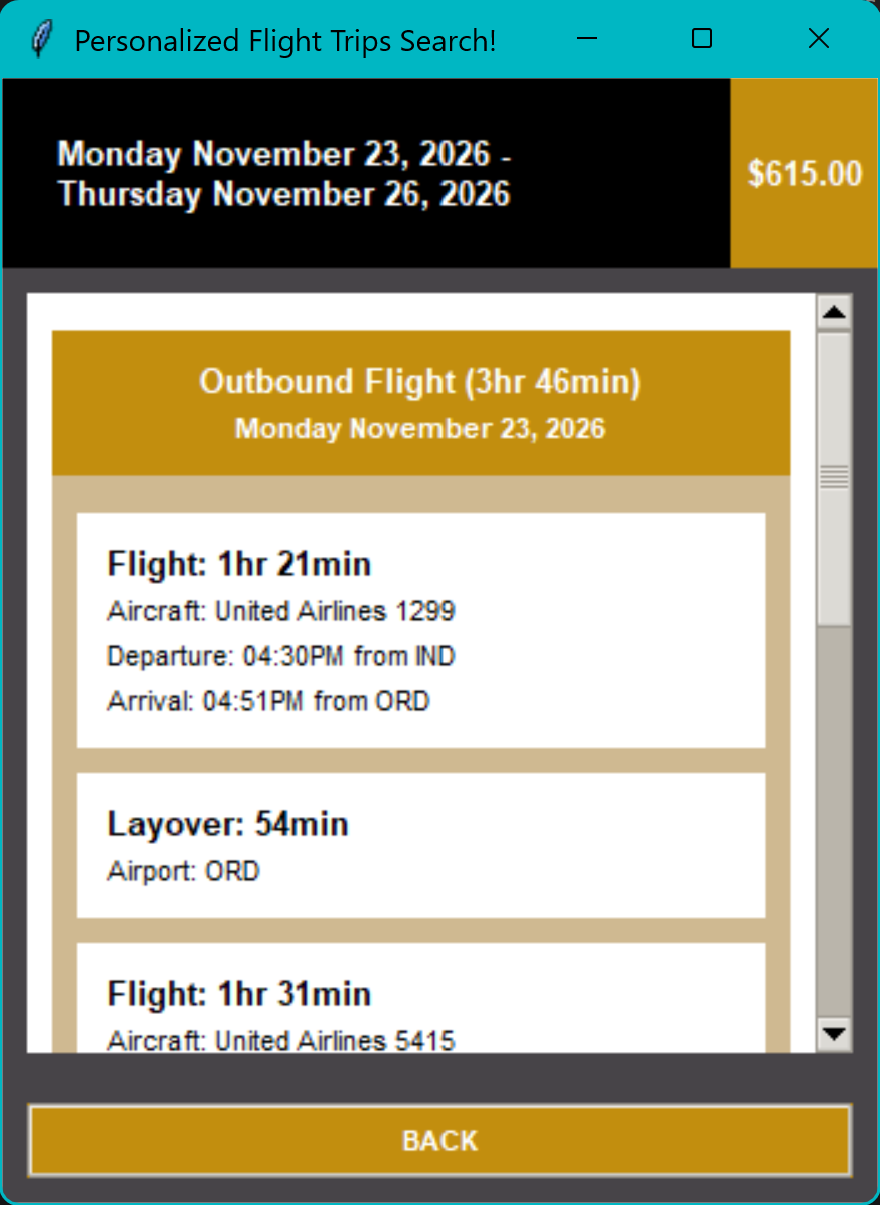 Personalized Flight Trips Search!
Monday November 23, 2026 -
Thursday November 26, 2026
$615.00
Outbound Flight (3hr 46min)
Monday November 23, 2026
Flight: 1hr 21min
Aircraft: United Airlines 1299
Departure: 04:30PM from IND
Arrival: 04:51PM from ORD
Layover: 54min
Airport: ORD
Flight: 1hr 31min
Aircraft: United Airlines 5415
BACK